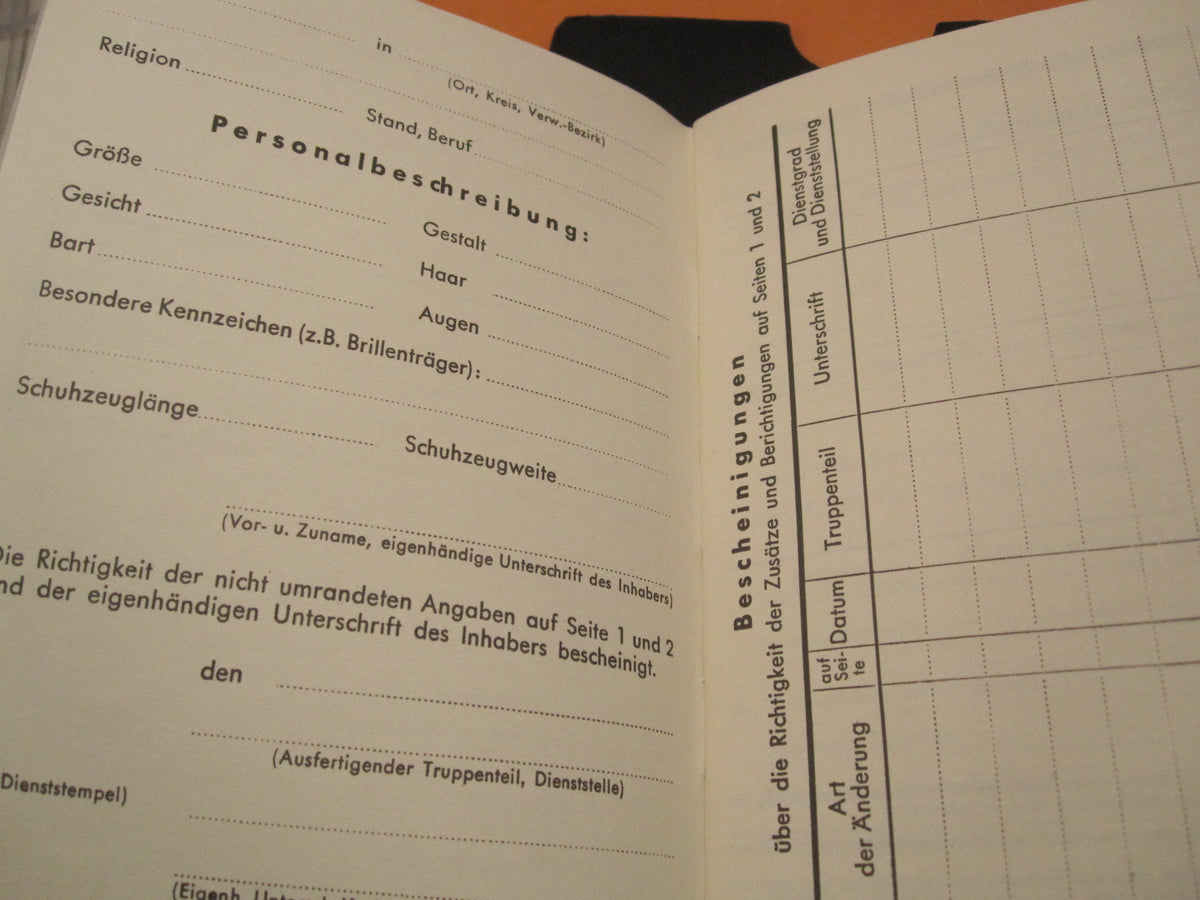 in
(Ort, Kreis, Verw.-Bezirk)
Religion Stand, Beruf
Personalbeschreibung:
Größe Gestalt
Gesicht Haar
Bart Augen
Besondere Kennzeichen (z.B. Brillenträger):
Schuhzeuglänge Schuhzeugweite
(Vor- u. Zuname, eigenhändige Unterschrift des Inhabers)
Die Richtigkeit der nicht umrandeten Angaben auf Seite 1 und 2
nd der eigenhändigen Unterschrift des Inhabers bescheinigt.
den
(Ausfertigender Truppenteil, Dienststelle)
Dienststempel)
(Eigenh.
Bescheinigungen
über die Richtigkeit der Zusätze und Berichtigungen auf Seiten 1 und 2
Art
der Änderung
auf
Sei-
te
Datum
Truppenteil
Unterschrift
Dienstgrad
und Dienststellung